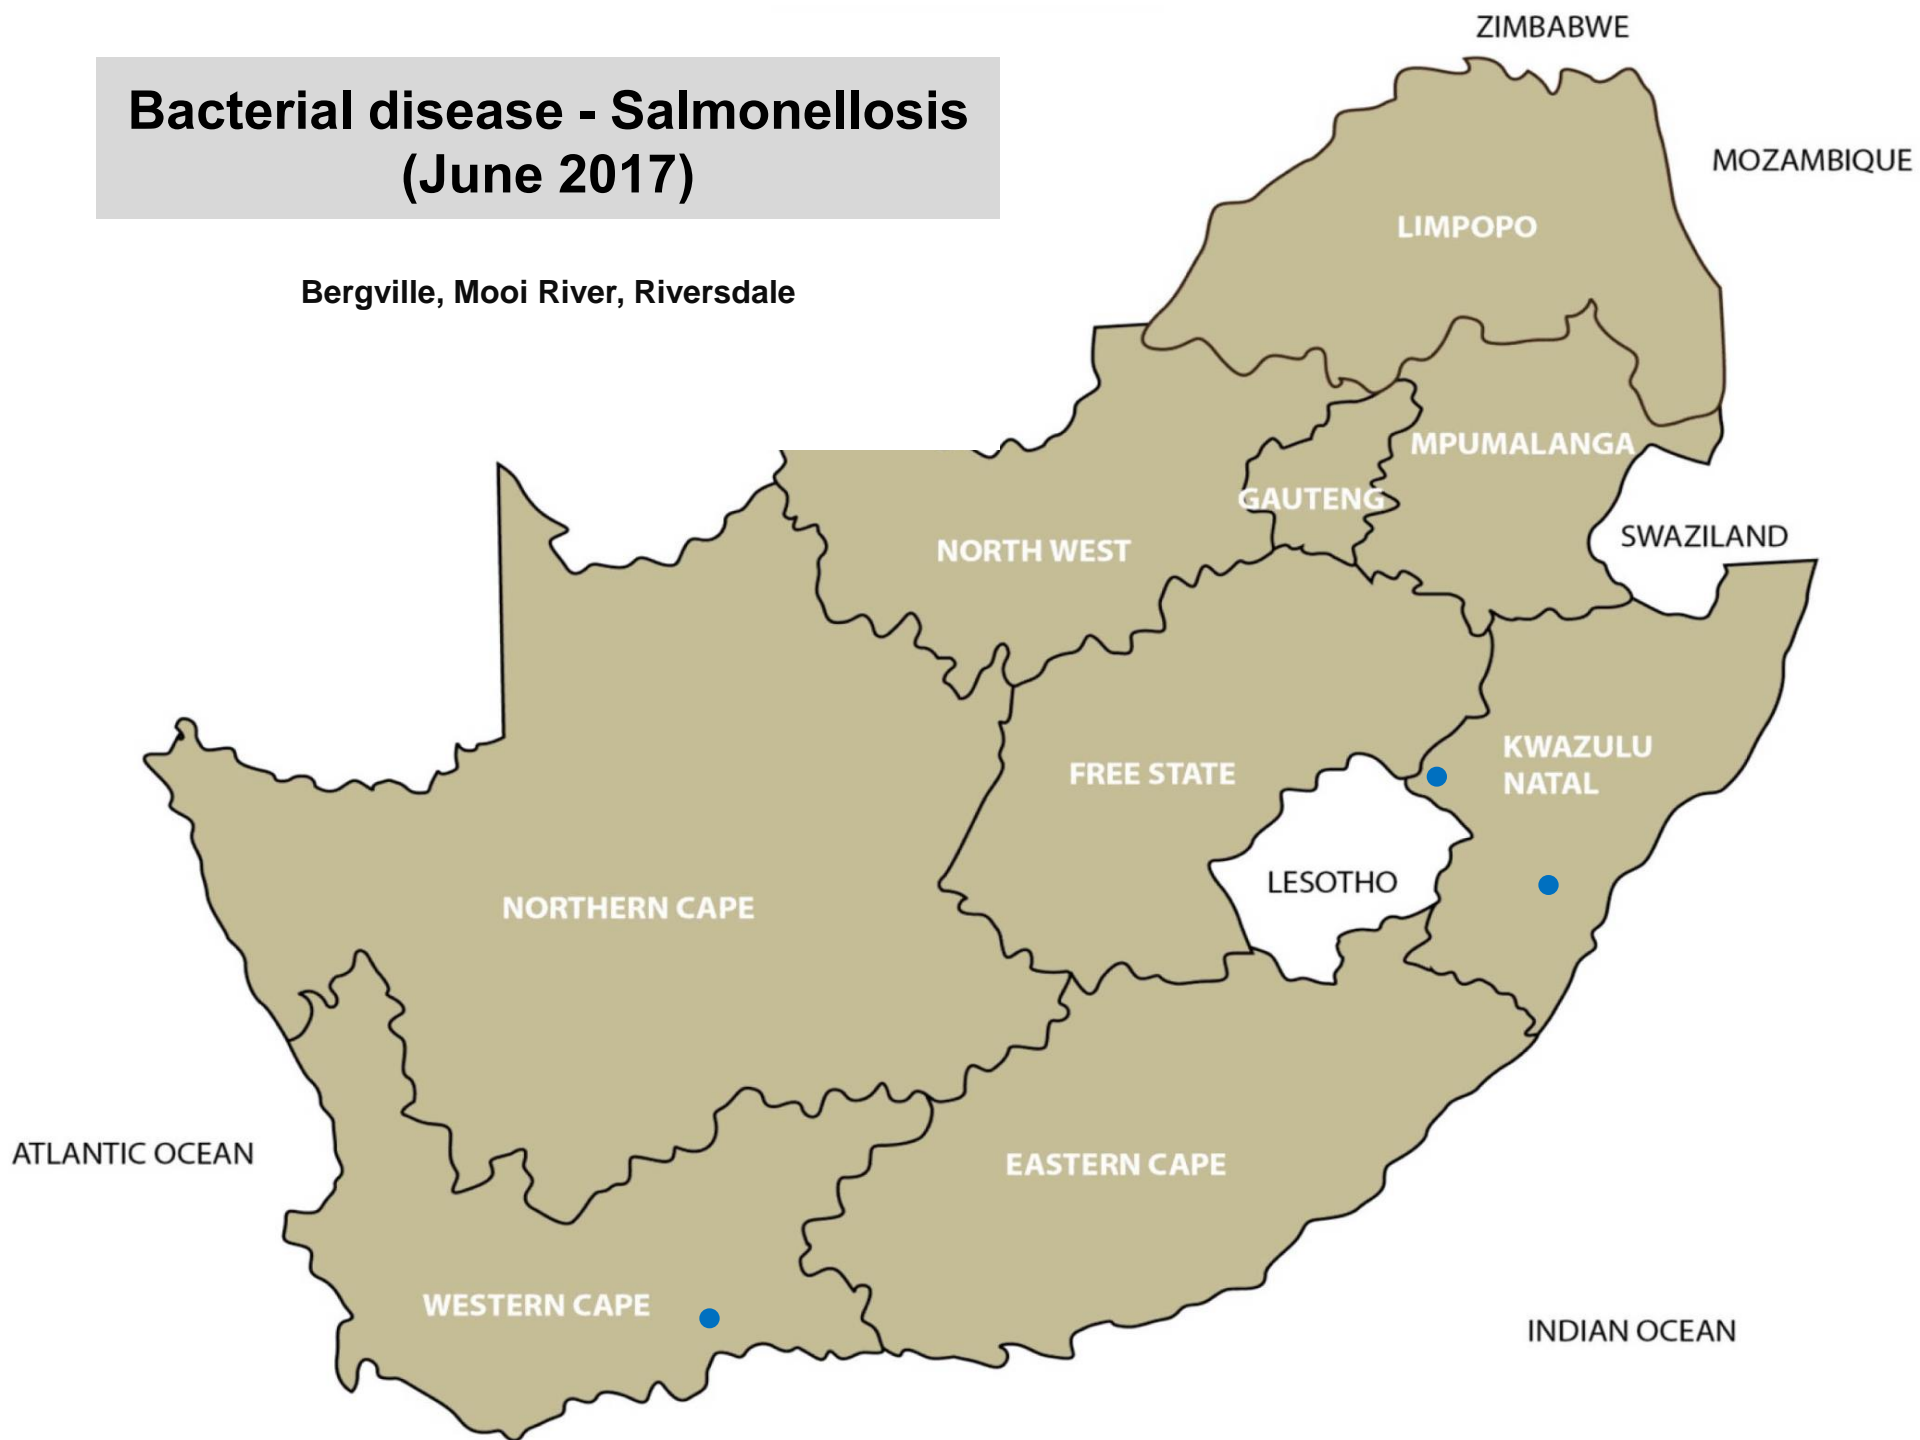 Bacterial disease - Salmonellosis
(June 2017)
Bergville, Mooi River, Riversdale
ZIMBABWE
MOZAMBIQUE
LIMPOPO
MPUMALANGA
GAUTENG
NORTH WEST
SWAZILAND
KWAZULU
NATAL
FREE STATE
LESOTHO
NORTHERN CAPE
ATLANTIC OCEAN
EASTERN CAPE
WESTERN CAPE
INDIAN OCEAN